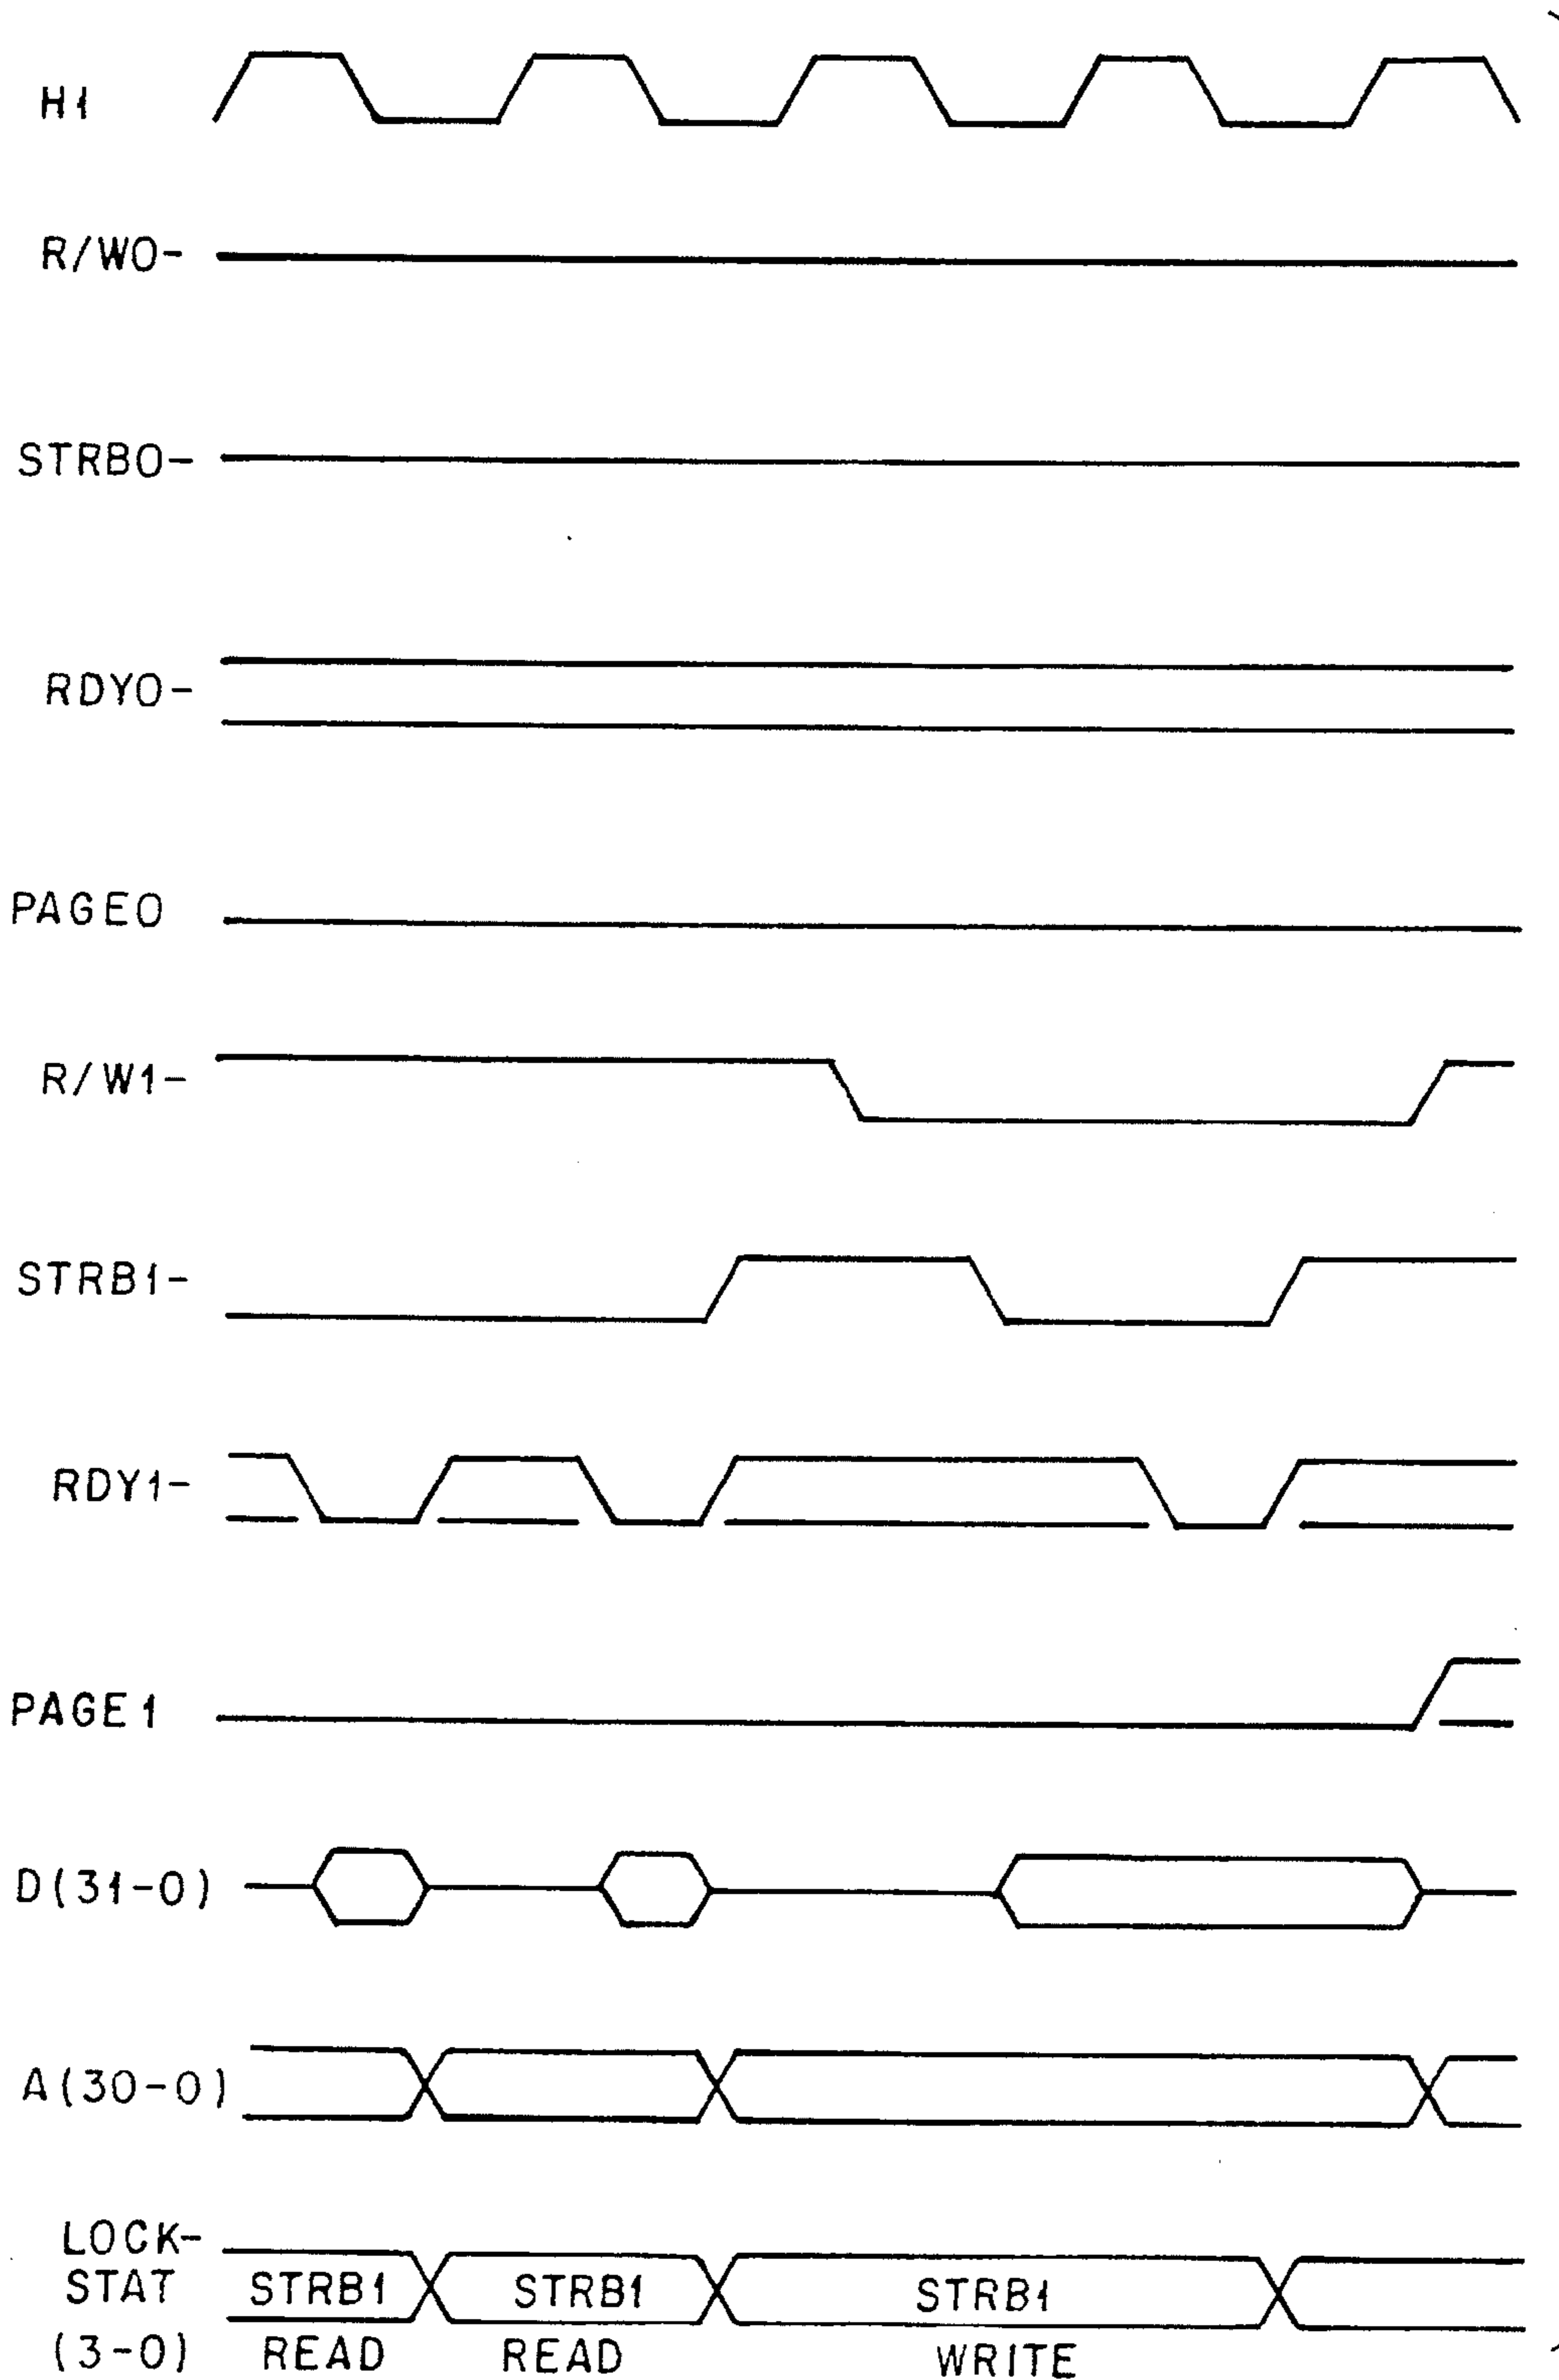 H1
R/W0-
STRB0-
RDY0-
PAGE0
R/W1-
STRB1-
RDY1-
PAGE1
D(31-0)
A(30-0)
LOCK-
STAT
(3-0)
STRB1
READ
STRB1
READ
STRB1
WRITE